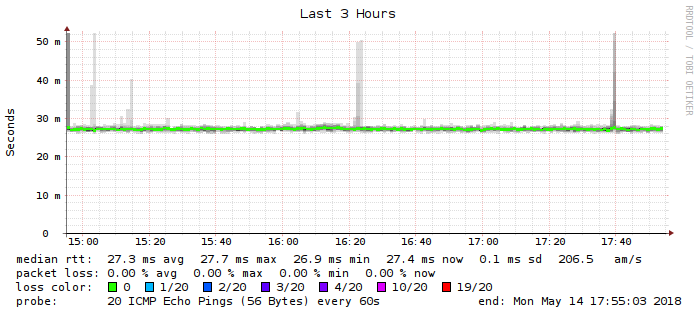 Last 3 Hours
RRDTOOL / TOBI OETIKER
Seconds
50 m
40 m
30 m
20 m
10 m
0
15:00 15:20 15:40 16:00 16:20 16:40 17:00 17:20 17:40
median rtt: 27.3 ms avg 27.7 ms max 26.9 ms min 27.4 ms now 0.1 ms sd 206.5 am/s
packet loss: 0.00 % avg 0.00 % max 0.00 % min 0.00 % now
loss color: 0 1/20 2/20 3/20 4/20 10/20 19/20
probe: 20 ICMP Echo Pings (56 Bytes) every 60s end: Mon May 14 17:55:03 2018